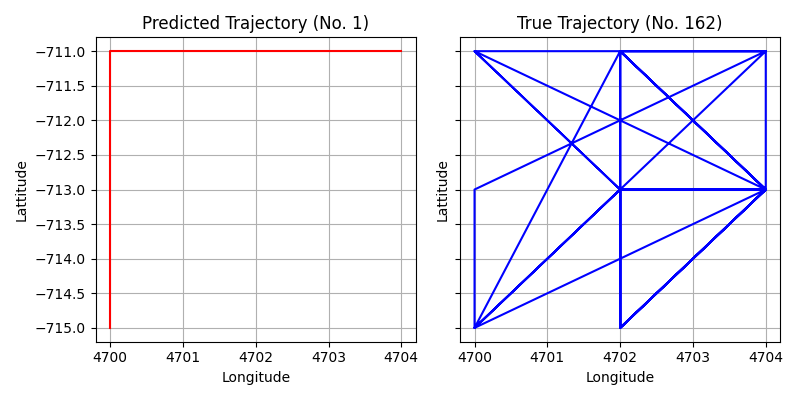 Predicted Trajectory (No. 1)
True Trajectory (No. 162)
Lattitude
−711.0
−711.5
−712.0
−712.5
−713.0
−713.5
−714.0
−714.5
−715.0
4700 4701 4702 4703 4704
Longitude
Lattitude
4700 4701 4702 4703 4704
Longitude